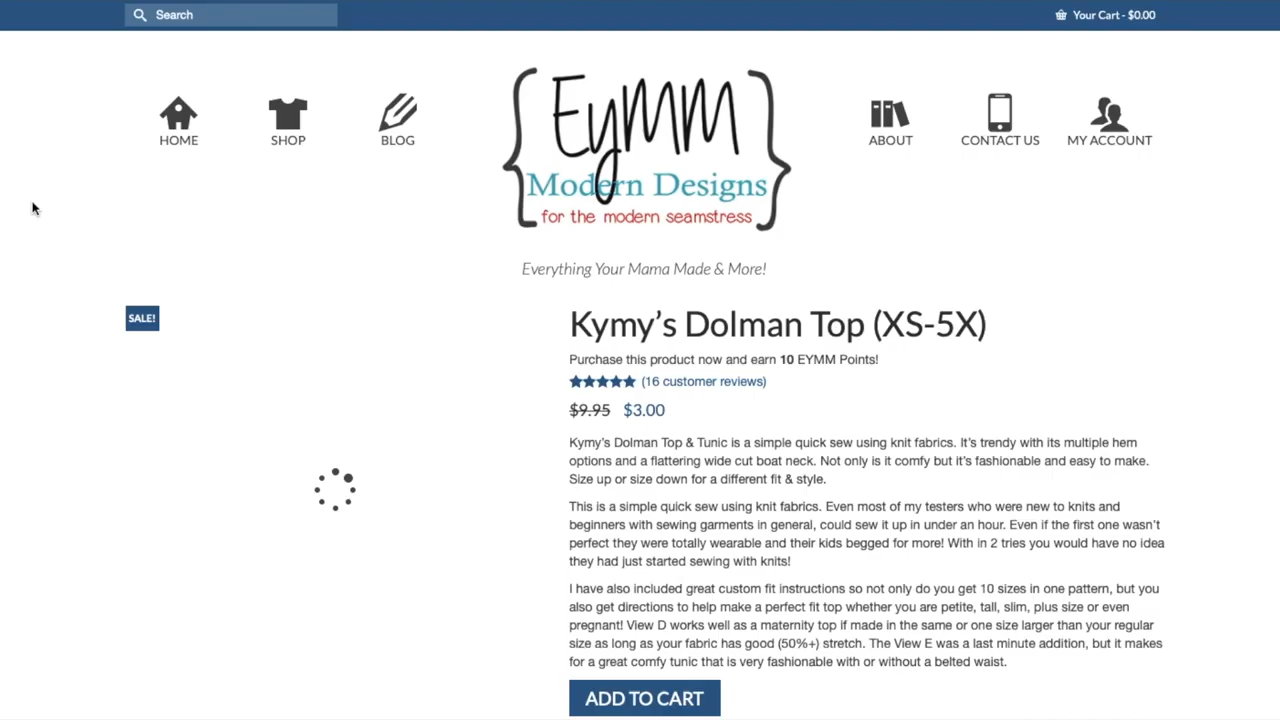 Search
Your Cart - $0.00
HOME
SHOP
BLOG
EyMM
Modern Designs
for the modern seamstress
ABOUT
CONTACT US
MY ACCOUNT
Everything Your Mama Made & More!
SALE!
Kymy's Dolman Top (XS-5X)
Purchase this product now and earn 10 EYMM Points!
(16 customer reviews)
$9.95 $3.00
Kymy's Dolman Top & Tunic is a simple quick sew using knit fabrics. It's trendy with its multiple hem
options and a flattering wide cut boat neck. Not only is it comfy but it's fashionable and easy to make.
Size up or size down for a different fit & style.
This is a simple quick sew using knit fabrics. Even most of my testers who were new to knits and
beginners with sewing garments in general, could sew it up in under an hour. Even if the first one wasn't
perfect they were totally wearable and their kids begged for more! With in 2 tries you would have no idea
they had just started sewing with knits!
I have also included great custom fit instructions so not only do you get 10 sizes in one pattern, but you
also get directions to help make a perfect fit top whether you are petite, tall, slim, plus size or even
pregnant! View D works well as a maternity top if made in the same or one size larger than your regular
size as long as your fabric has good (50%+) stretch. The View E was a last minute addition, but it makes
for a great comfy tunic that is very fashionable with or without a belted waist.
ADD TO CART